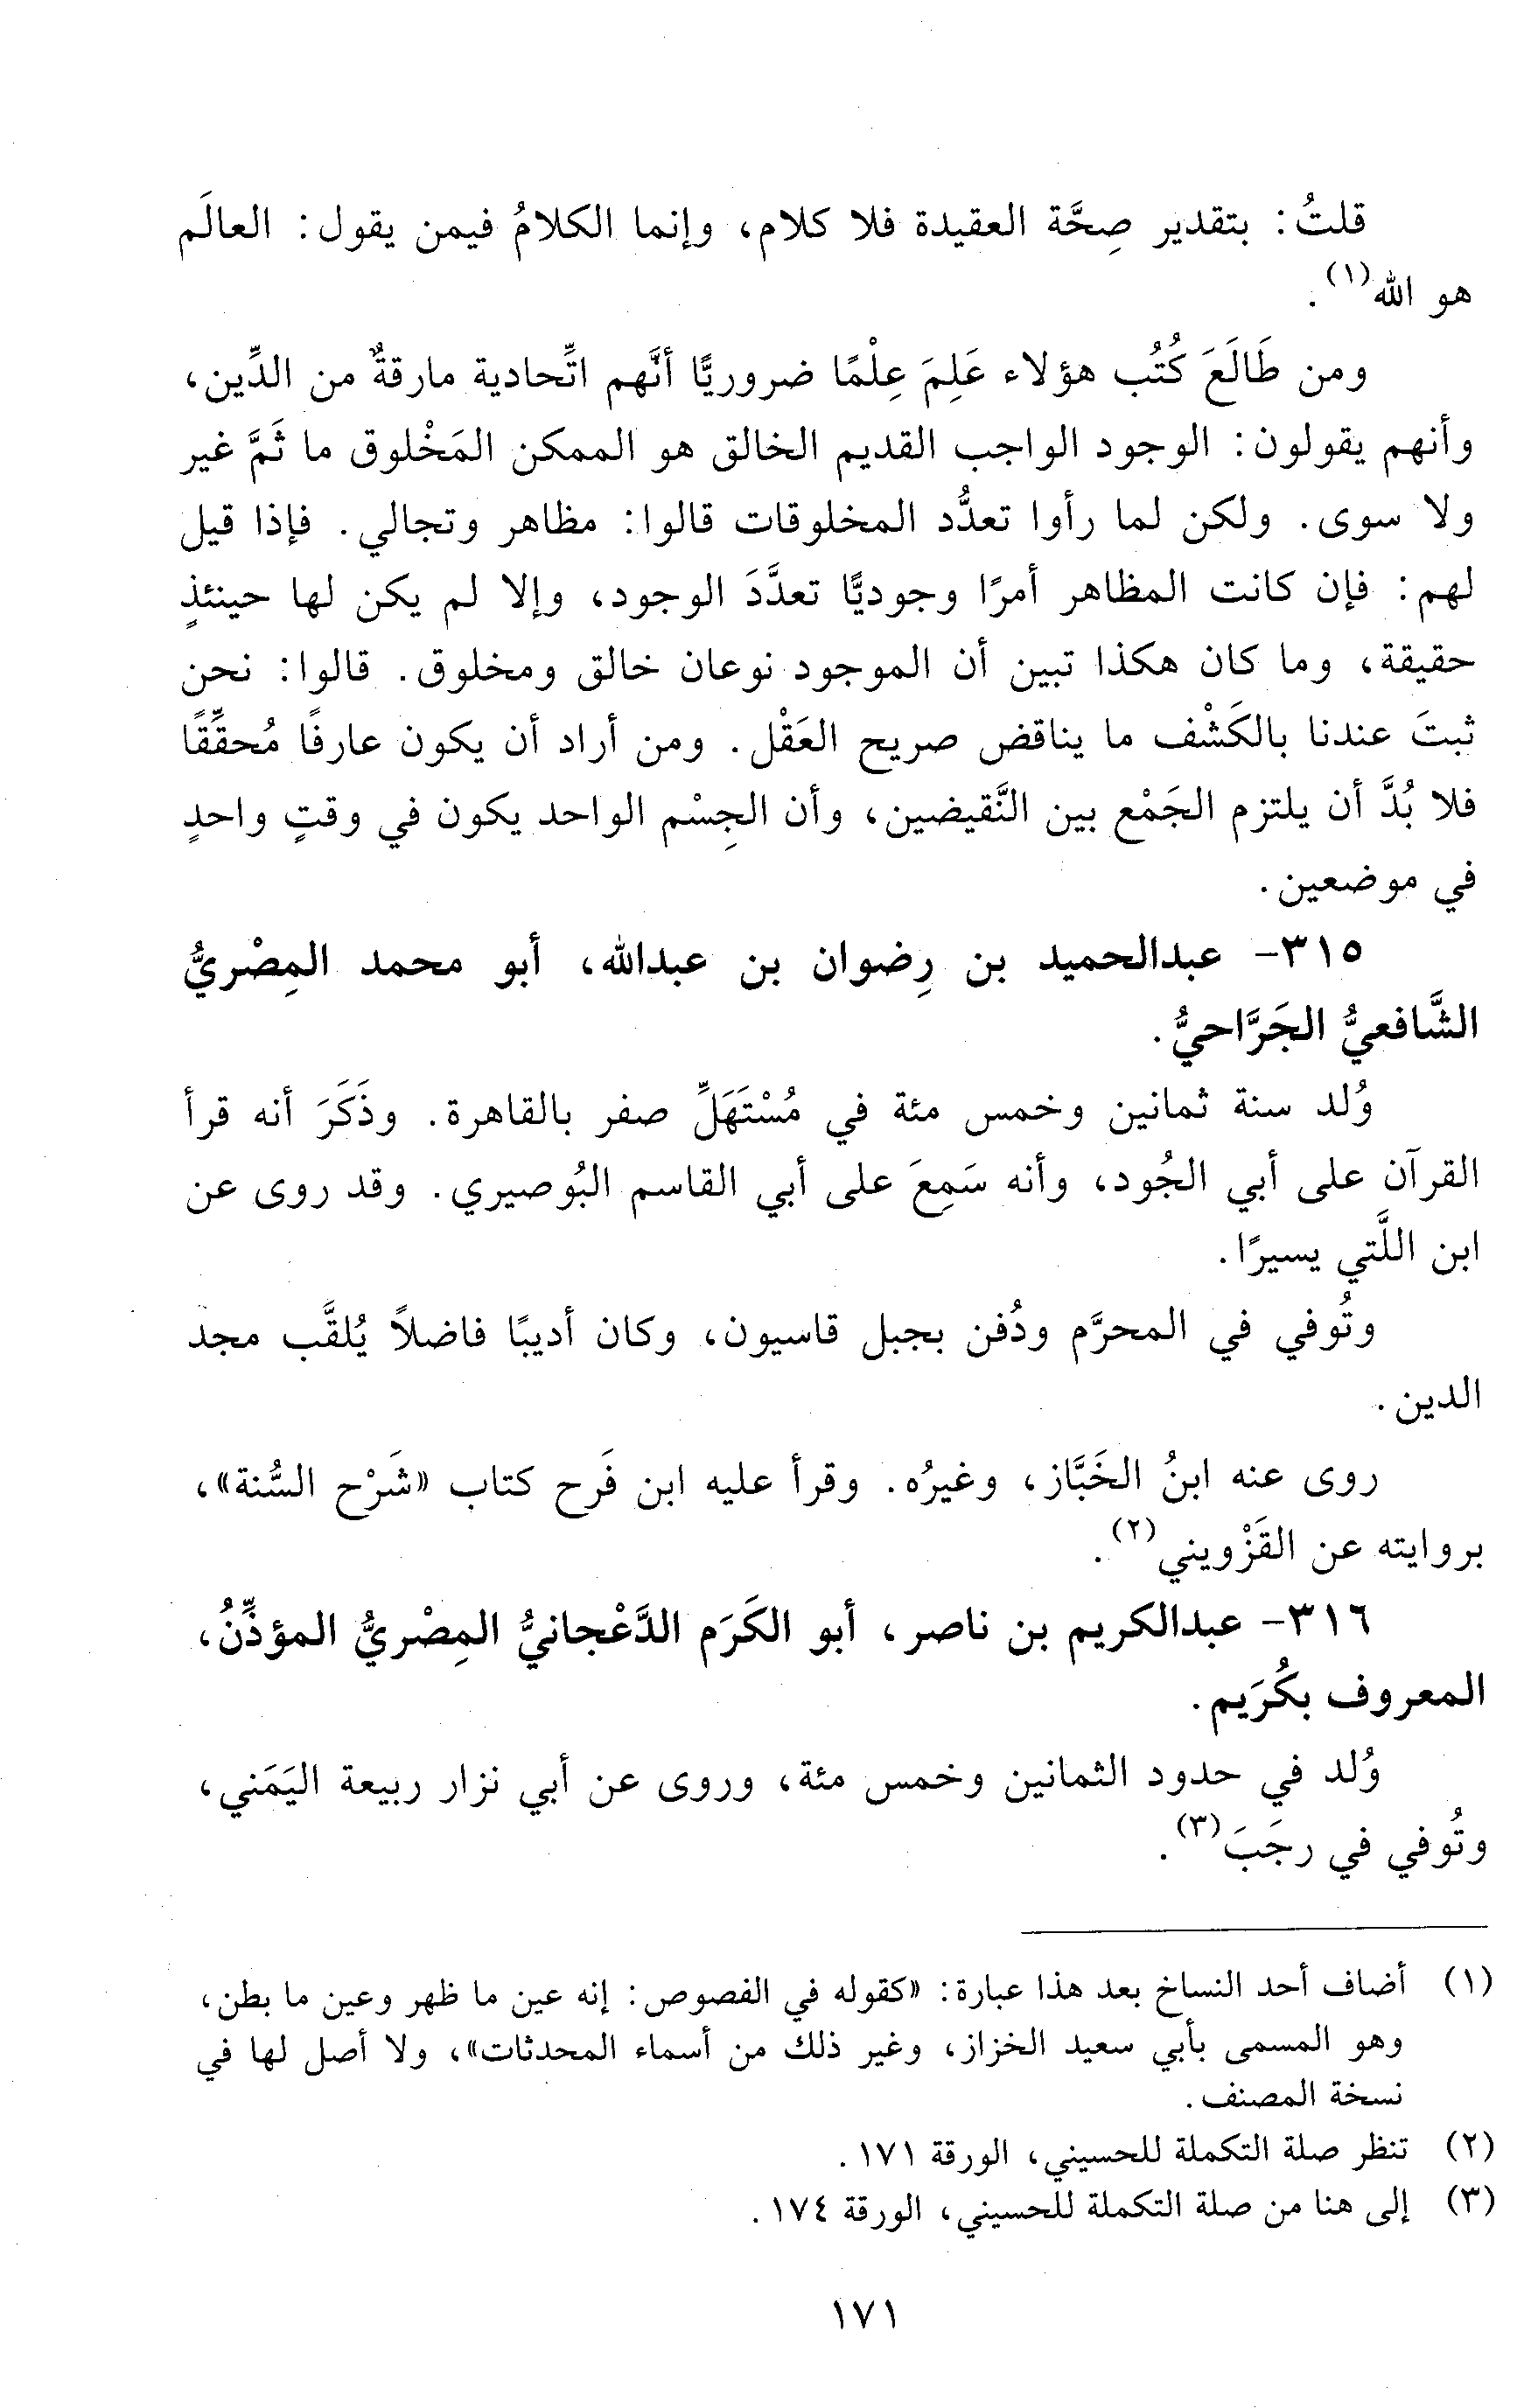 قلتُ: بتقدير صِحَّة العقيدة فلا كلام، وإنما الكلامُ فيمن يقول: العالَم
هو الله(١).
ومن طَالَعَ كُتُب هؤلاء عَلِمَ عِلْمًا ضروريًّا أنَّهم اتِّحادية مارقةٌ من الدِّين،
وأنهم يقولون: الوجود الواجب القديم الخالق هو الممكن المَخْلوق ما ثَمَّ غير
ولا سوى. ولكن لما رأوا تعدُّد المخلوقات قالوا: مظاهر وتجالي. فإذا قيل
لهم: فإن كانت المظاهر أمرًا وجوديًّا تعدَّدَ الوجود، وإلا لم يكن لها حينئذٍ
حقيقة، وما كان هكذا تبين أن الموجود نوعان خالق ومخلوق. قالوا: نحن
ثبتَ عندنا بالكَشْف ما يناقض صريح العَقْل. ومن أراد أن يكون عارفًا مُحقِّقًا
فلا بُدَّ أن يلتزم الجَمْع بين النَّقيضين، وأن الجِسْم الواحد يكون في وقتٍ واحدٍ
في موضعين.
٣١٥- عبدالحميد بن رِضوان بن عبدالله، أبو محمد المِصْريُّ
الشَّافعيُّ الجَرَّاحيُّ.
وُلد سنة ثمانين وخمس مئة في مُسْتَهَلِّ صفر بالقاهرة. وذَكَرَ أنه قرأ
القرآن على أبي الجُود، وأنه سَمِعَ على أبي القاسم البُوصيري. وقد روى عن
ابن اللَّتي يسيرًا.
وتُوفي في المحرَّم ودُفن بجبل قاسيون، وكان أديبًا فاضلاً يُلقَّب مجد
الدين.
روى عنه ابنُ الخَبَّاز، وغيرُه. وقرأ عليه ابن فَرح كتاب «شَرْح السُّنة»،
بروايته عن القَزْويني(٢).
٣١٦- عبدالكريم بن ناصر، أبو الكَرَم الدَّعْجانيُّ المِصْريُّ المؤذِّنُ،
المعروف بكُرَيم.
وُلد في حدود الثمانين وخمس مئة، وروى عن أبي نزار ربيعة اليَمَني،
وتُوفي في رجَبَ(٣).
(١) أضاف أحد النساخ بعد هذا عبارة: «كقوله في الفصوص: إنه عين ما ظهر وعين ما بطن،
وهو المسمى بأبي سعيد الخزاز، وغير ذلك من أسماء المحدثات»، ولا أصل لها في
نسخة المصنف.
(٢) تنظر صلة التكملة للحسيني، الورقة ١٧١.
(٣) إلى هنا من صلة التكملة للحسيني، الورقة ١٧٤.
١٧١